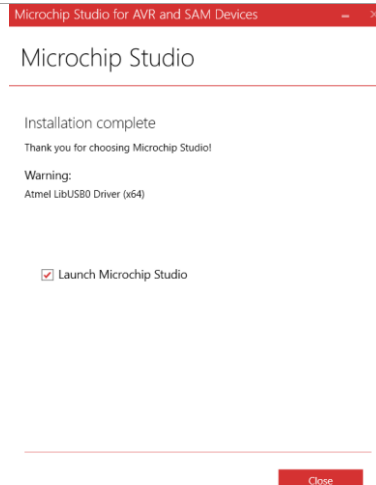 Microchip Studio for AVR and SAM Devices
Microchip Studio
Installation complete
Thank you for choosing Microchip Studio!
Warning:
Atmel LibUSB0 Driver (x64)
Launch Microchip Studio
Close